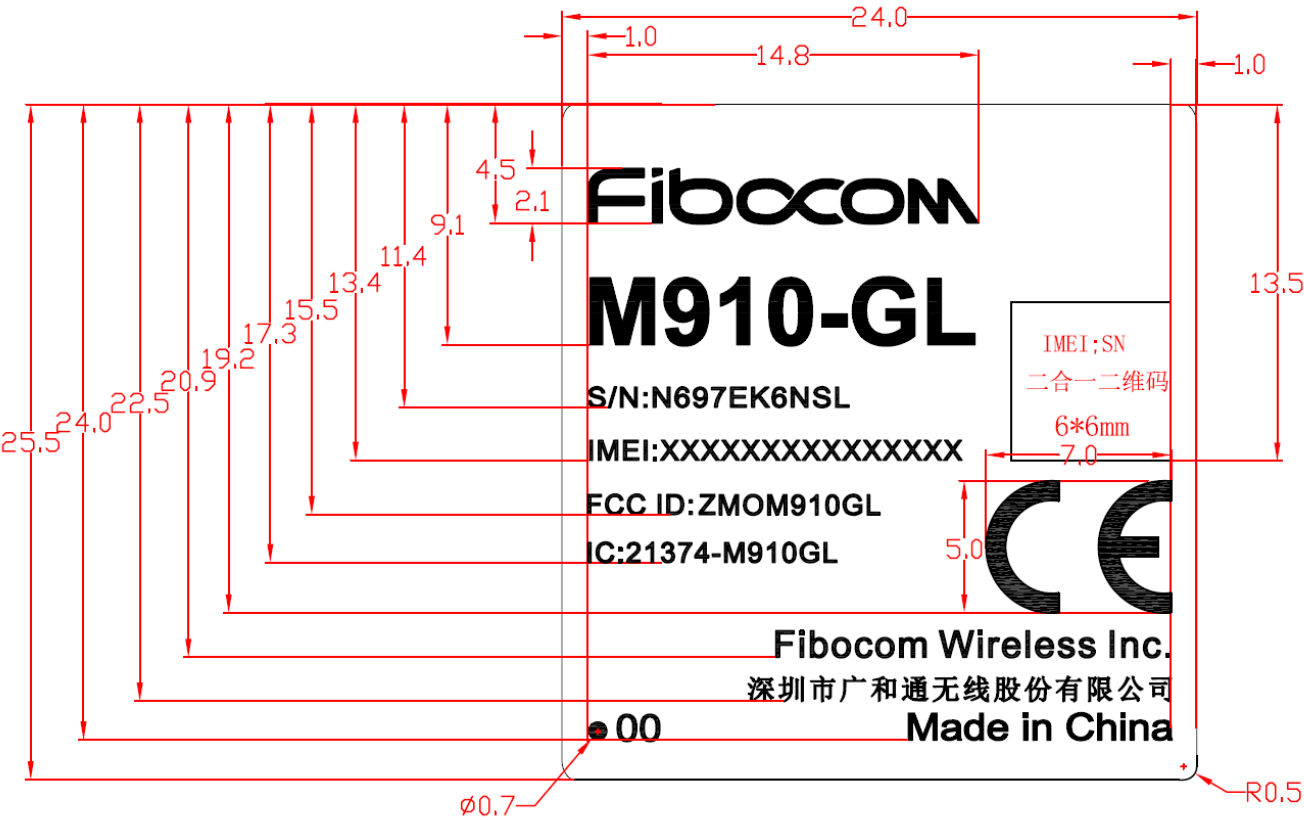 24.0
1.0
14.8
1.0
4.5
2.1
Fibocom
9.1
11.4
13.4
13.5
M910-GL
15.5
17.3
IMEI;SN
19.2
二合一二维码
20.9
S/N:N697EK6NSL
22.5
6*6mm
24.0
25.5
IMEI:XXXXXXXXXXXXXXX
7.0
FCC ID:ZMOM910GL
5.0
CE
IC:21374-M910GL
Fibocom Wireless Inc.
深圳市广和通无线股份有限公司
00
Made in China
Ø0.7
R0.5